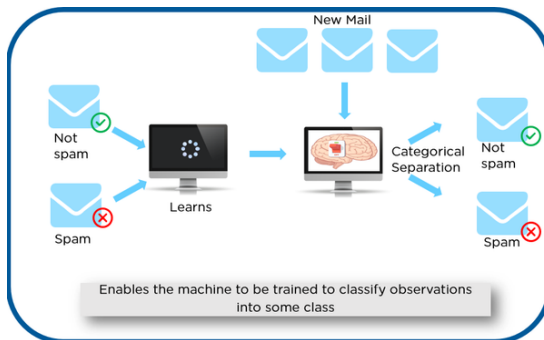 New Mail
Not
spam
Learns
Categorical
Separation
Not
spam
Spam
Spam
Enables the machine to be trained to classify observations
into some class